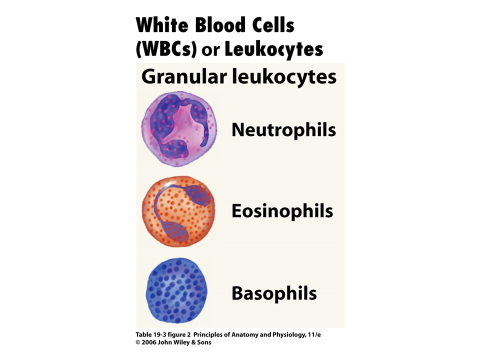 White Blood Cells
(WBCs) or Leukocytes
Granular leukocytes
Neutrophils
Eosinophils
Basophils
Table 19-3 figure 2 Principles of Anatomy and Physiology, 11/e
© 2006 John Wiley & Sons